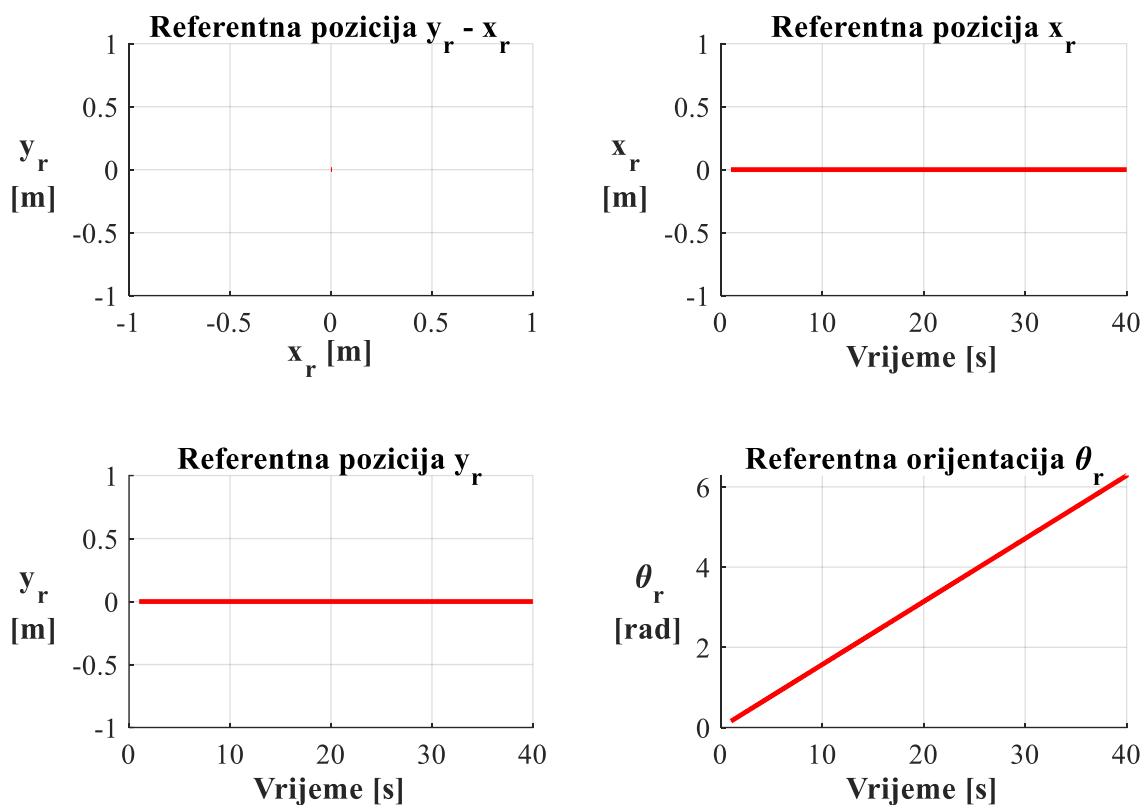 Referentna pozicija y_r - x_r
1
0.5
0
-0.5
-1
y_r
[m]
-1 -0.5 0 0.5 1
x_r [m]
Referentna pozicija x_r
1
0.5
0
-0.5
-1
x_r
[m]
0 10 20 30 40
Vrijeme [s]
Referentna pozicija y_r
1
0.5
0
-0.5
-1
y_r
[m]
0 10 20 30 40
Vrijeme [s]
Referentna orijentacija θ_r
6
4
2
0
θ_r
[rad]
0 10 20 30 40
Vrijeme [s]